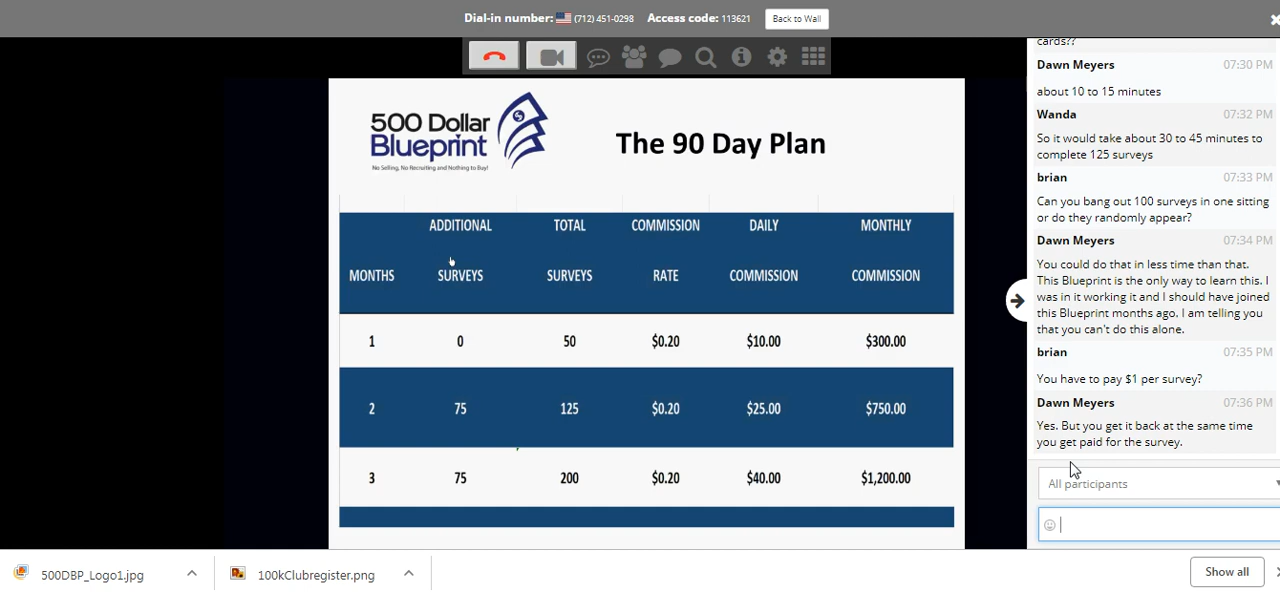 Dial-in number: (712) 451-0298 Access code: 113621 Back to Wall
500 Dollar
Blueprint
No Selling, No Recruiting and Nothing to Buy!
The 90 Day Plan
MONTHS ADDITIONAL SURVEYS TOTAL SURVEYS COMMISSION RATE DAILY COMMISSION MONTHLY COMMISSION
1 0 50 $0.20 $10.00 $300.00
2 75 125 $0.20 $25.00 $750.00
3 75 200 $0.20 $40.00 $1,200.00
cards??
Dawn Meyers 07:30 PM
about 10 to 15 minutes
Wanda 07:32 PM
So it would take about 30 to 45 minutes to
complete 125 surveys
brian 07:33 PM
Can you bang out 100 surveys in one sitting
or do they randomly appear?
Dawn Meyers 07:34 PM
You could do that in less time than that.
This Blueprint is the only way to learn this. I
was in it working it and I should have joined
this Blueprint months ago. I am telling you
that you can't do this alone.
brian 07:35 PM
You have to pay $1 per survey?
Dawn Meyers 07:36 PM
Yes. But you get it back at the same time
you get paid for the survey.
All participants
500DBP_Logo1.jpg 100kClubregister.png Show all